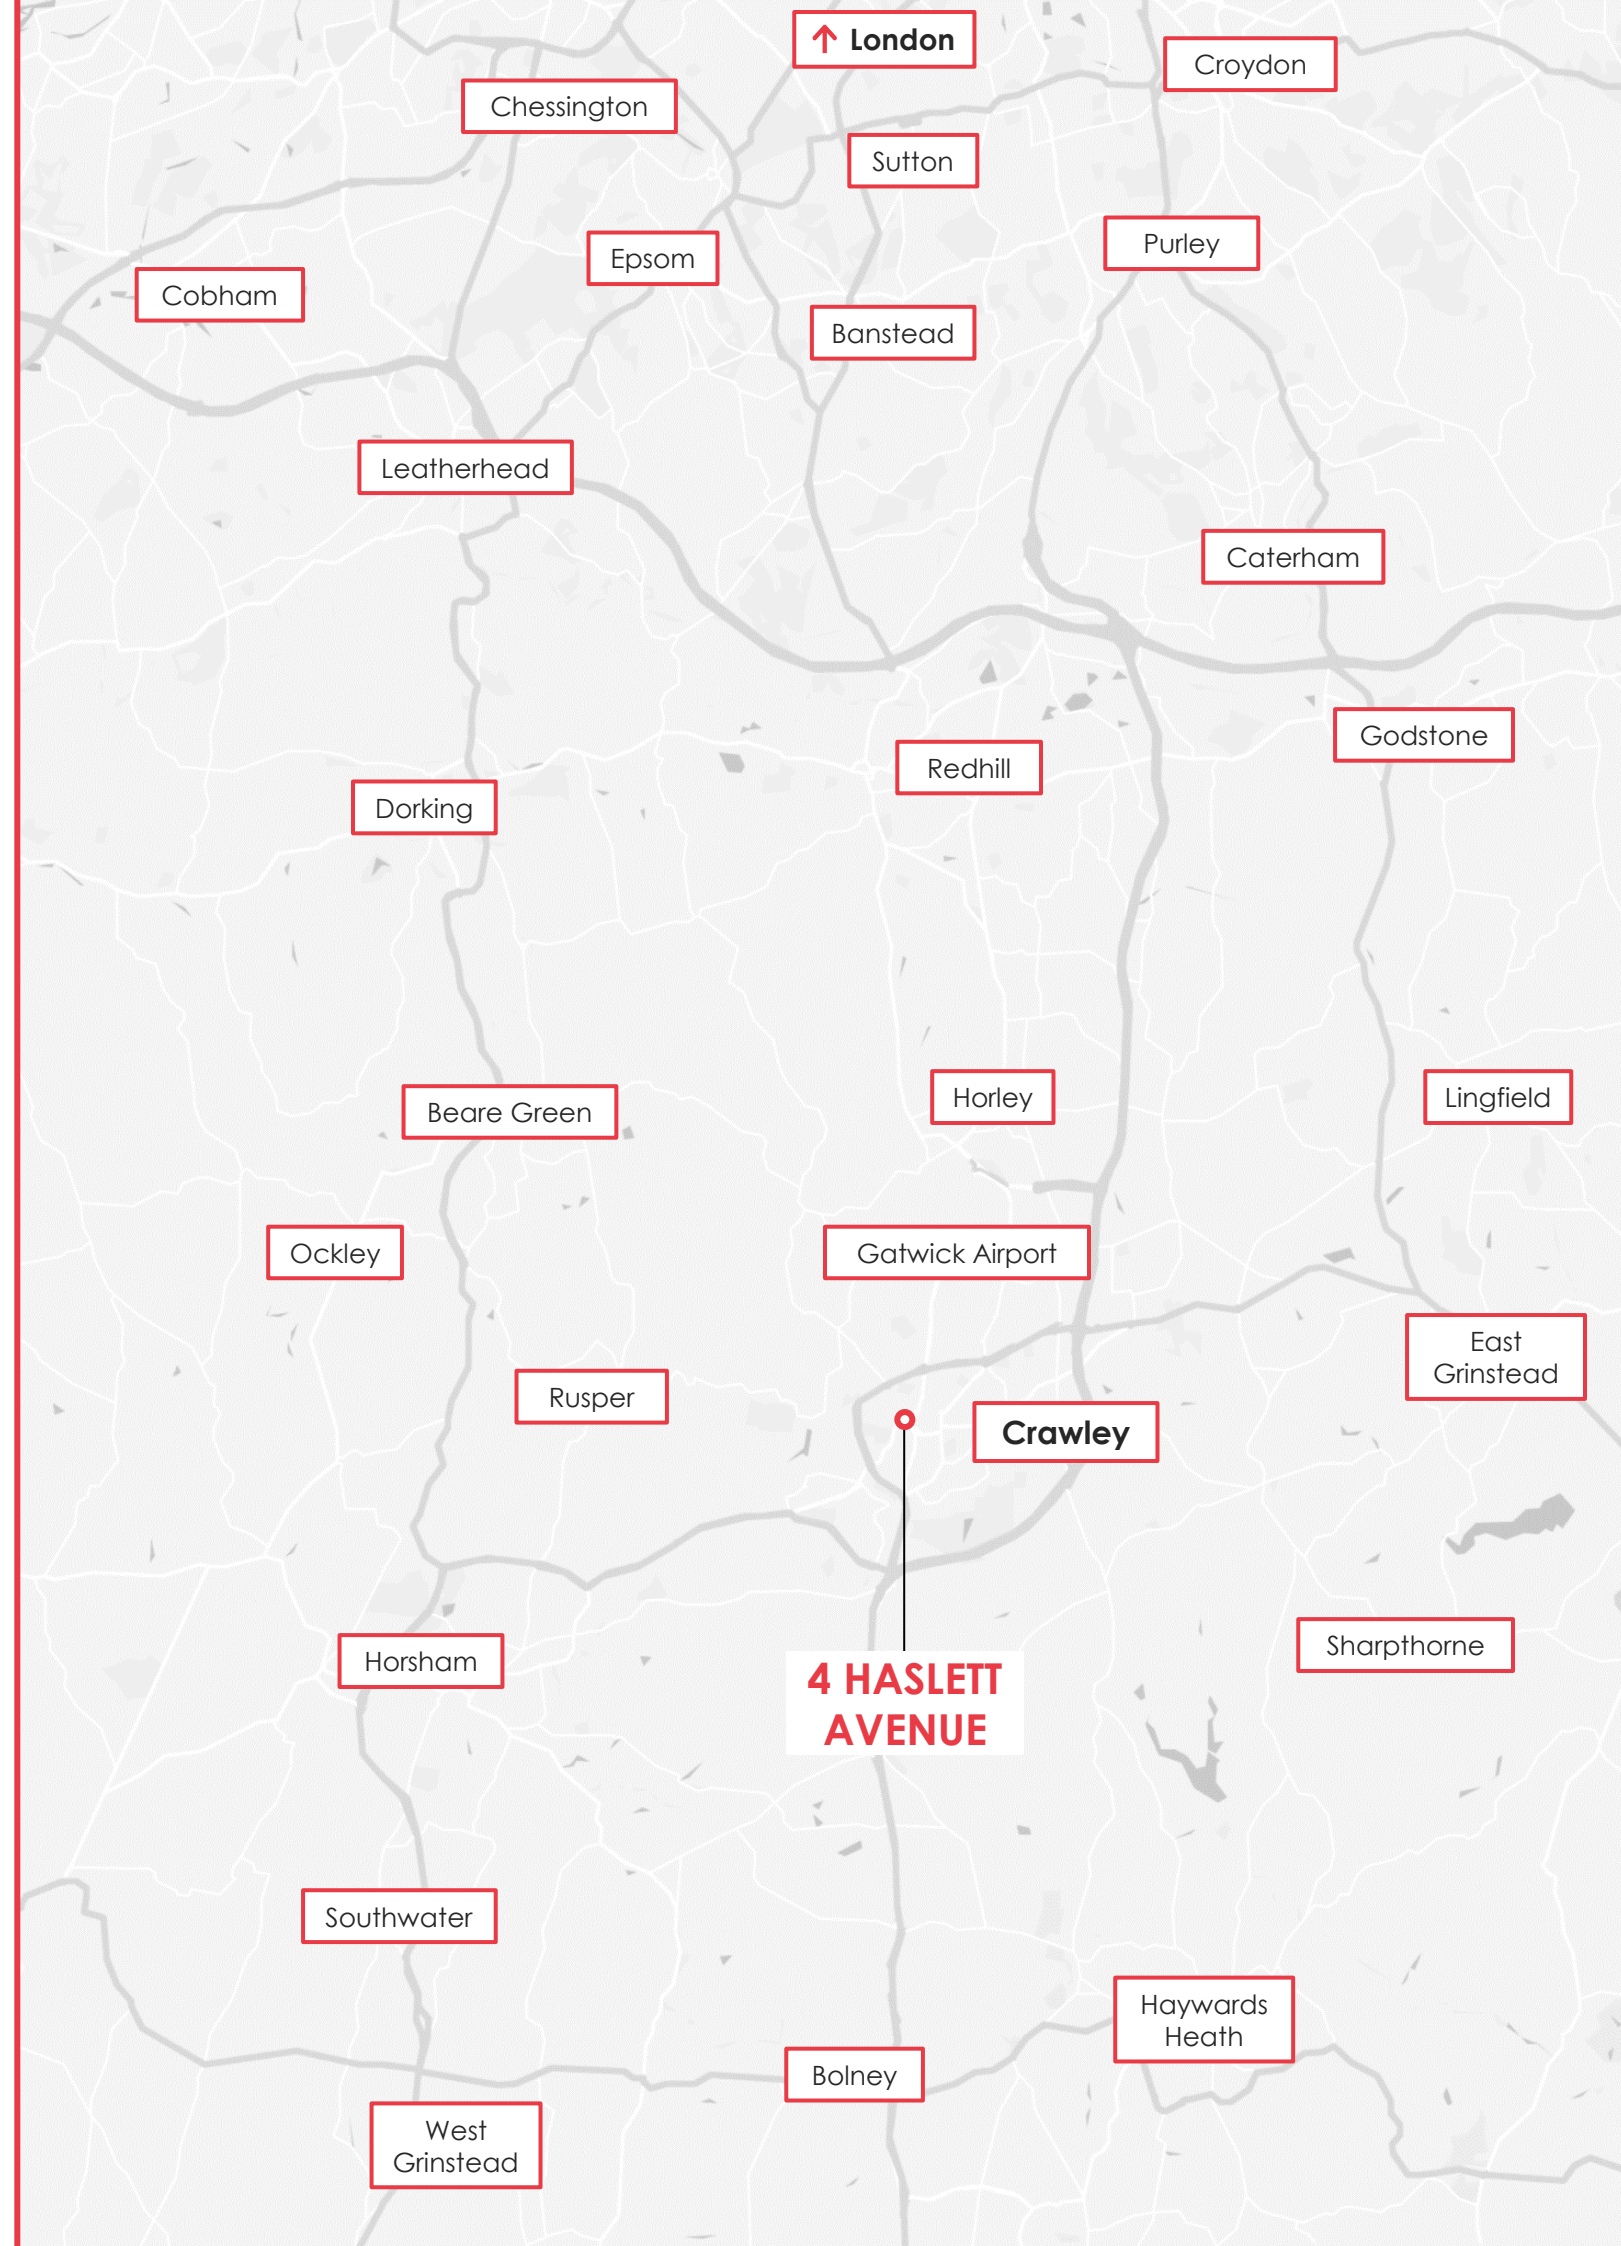 ↑ London
Croydon
Chessington
Sutton
Purley
Epsom
Cobham
Banstead
Leatherhead
Caterham
Godstone
Redhill
Dorking
Horley
Lingfield
Beare Green
Ockley
Gatwick Airport
East
Grinstead
Rusper
Crawley
Sharpthorne
Horsham
4 HASLETT
AVENUE
Southwater
Haywards
Heath
Bolney
West
Grinstead